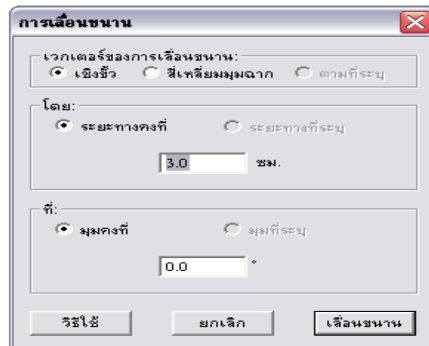 การเลื่อนขนาน
เวกเตอร์ของการเลื่อนขนาน:
เชิงขั้ว สี่เหลี่ยมมุมฉาก ตามที่ระบุ
โดย:
ระยะทางคงที่ ระยะทางที่ระบุ
3.0 ซม.
ที่:
มุมคงที่ มุมที่ระบุ
0.0 °
วิธีใช้ ยกเลิก เลื่อนขนาน